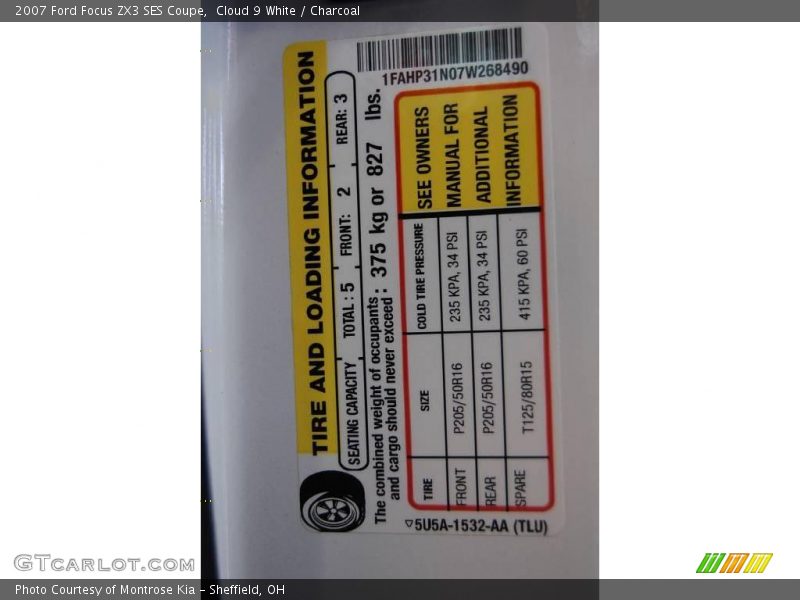 2007 Ford Focus ZX3 SES Coupe,  Cloud 9 White / Charcoal
TIRE AND LOADING INFORMATION
SEATING CAPACITY TOTAL : 5 FRONT: 2 REAR: 3
The combined weight of occupants
and cargo should never exceed : 375 kg or 827 lbs.
1FAHP31N07W268490
TIRE SIZE COLD TIRE PRESSURE
FRONT P205/50R16 235 KPA, 34 PSI
REAR P205/50R16 235 KPA, 34 PSI
SPARE T125/80R15 415 KPA, 60 PSI
SEE OWNERS
MANUAL FOR
ADDITIONAL
INFORMATION
5U5A-1532-AA (TLU)
GTCARLOT.COM
Photo Courtesy of Montrose Kia – Sheffield, OH